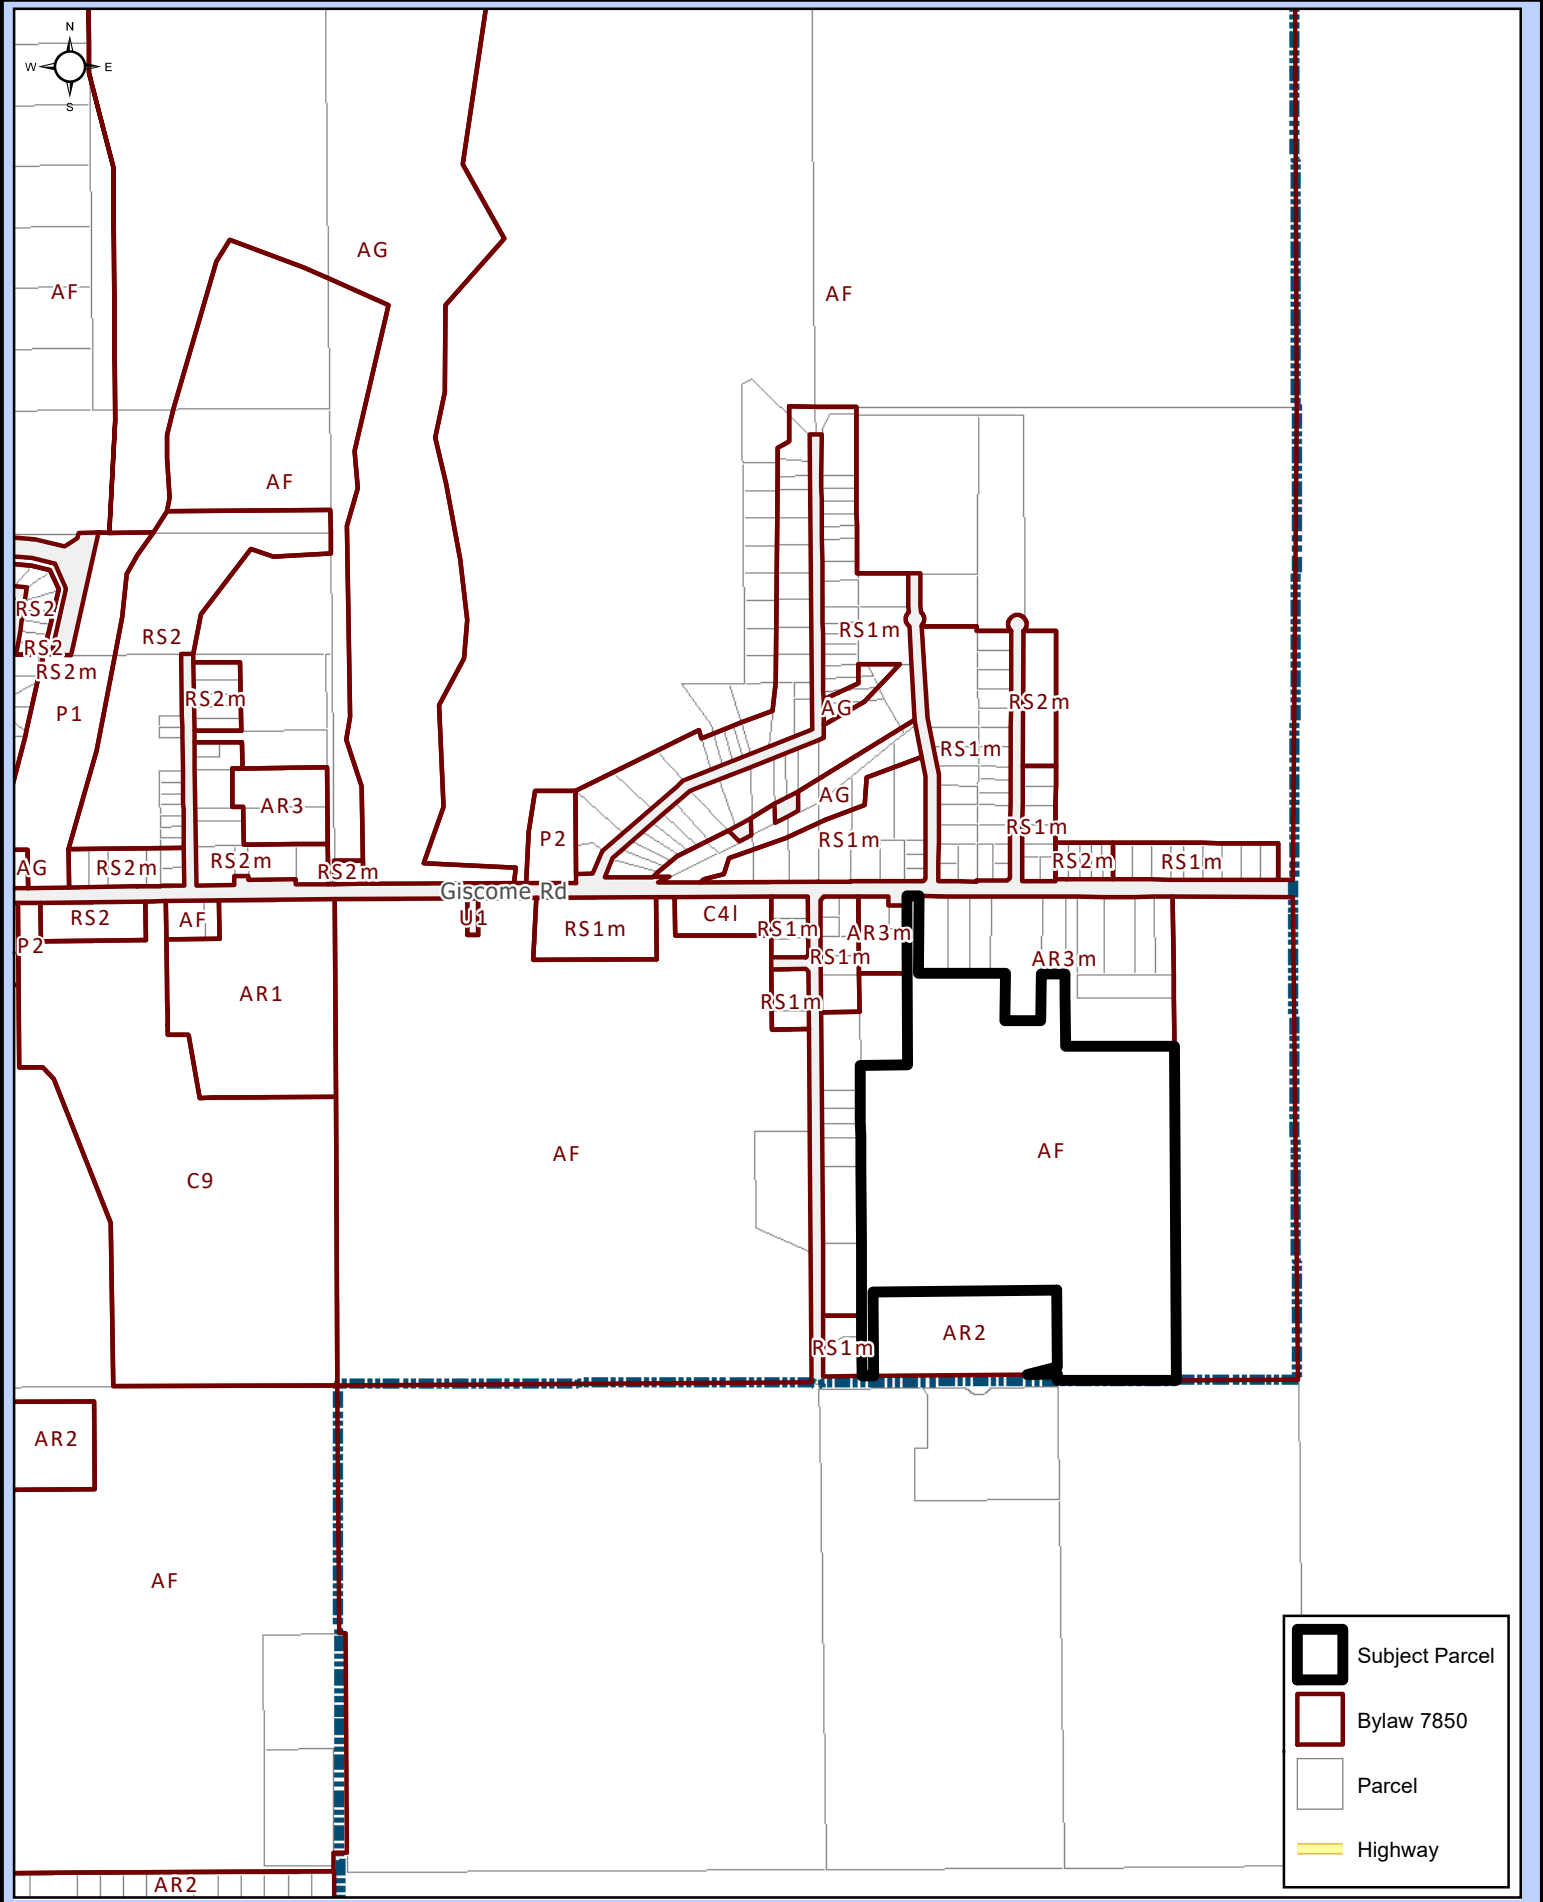 N
W E
S
AG
AF
AF
AF
RS2
RS1m
RS2
RS2
RS2m
RS2m
RS2m
AG
P1
RS1m
AG
AR3
RS1m
P2
RS1m
RS2m
RS2m
RS1m
AG
RS2m
RS2m
Giscome Rd
RS2
AF
U1
C4l
RS1m
RS1m
AR3m
P2
RS1m
AR3m
AR1
RS1m
AF
AF
C9
AR2
RS1m
AR2
AF
AR2
Subject Parcel
Bylaw 7850
Parcel
Highway